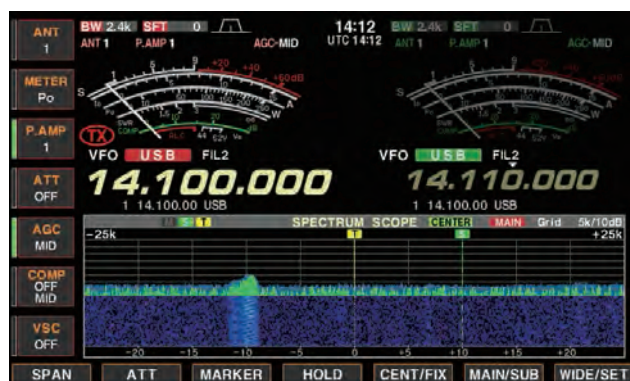 ANT
1
METER
Po
P.AMP
1
ATT
OFF
AGC
MID
COMP
OFF
MID
VSC
OFF
BW 2.4k SFT 0
14:12
BW 2.4k SFT 0
ANT 1 P.AMP 1 AGC-MID
UTC 14:12
ANT 1 P.AMP 1 AGC-MID
TX
VFO USB FIL2
VFO USB FIL2
14.100.000
14.110.000
1 14.100.00 USB
1 14.100.00 USB
M S T SPECTRUM SCOPE CENTER MAIN Grid 5k/10dB
-25k T S +25k
-20 -15 -10 -5 0 +5 +10 +15 +20
SPAN ATT MARKER HOLD CENT/FIX MAIN/SUB WIDE/SET